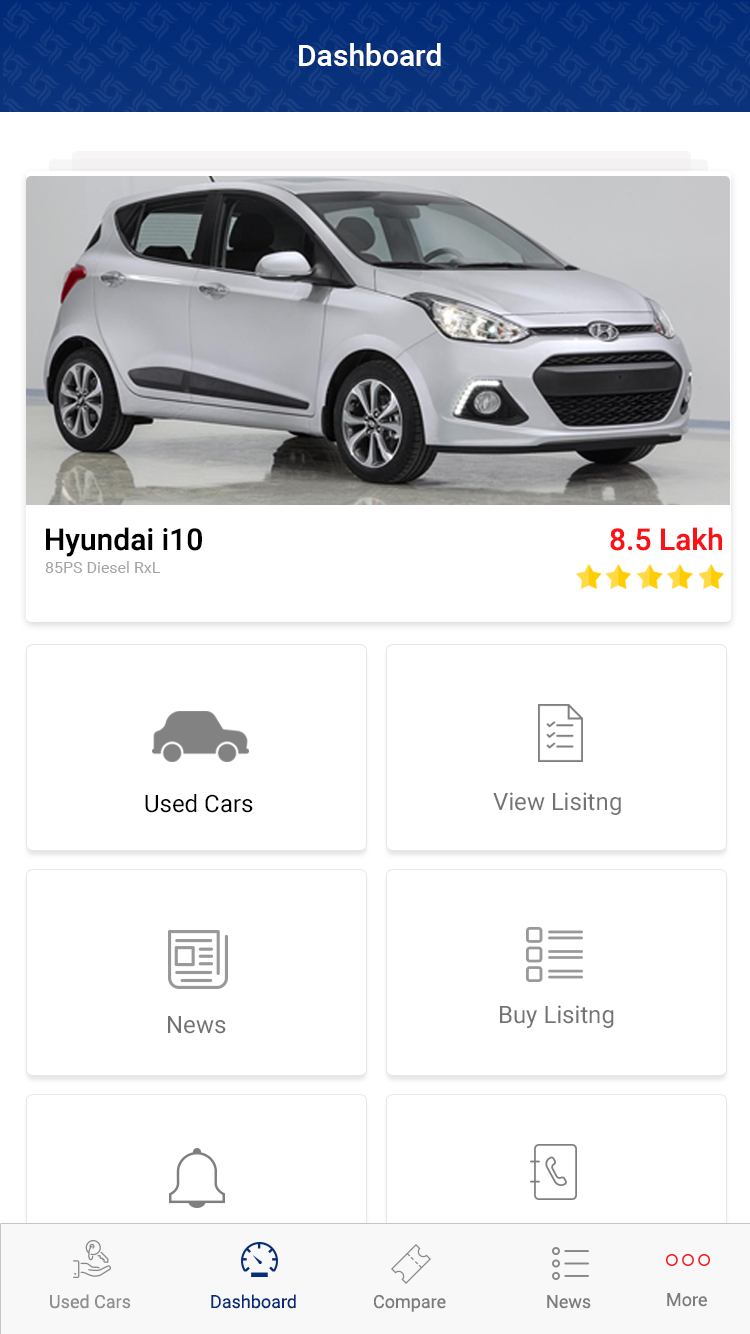 Dashboard
Hyundai i10
8.5 Lakh
85PS Diesel RxL
Used Cars
View Lisitng
News
Buy Lisitng
Used Cars
Dashboard
Compare
News
More